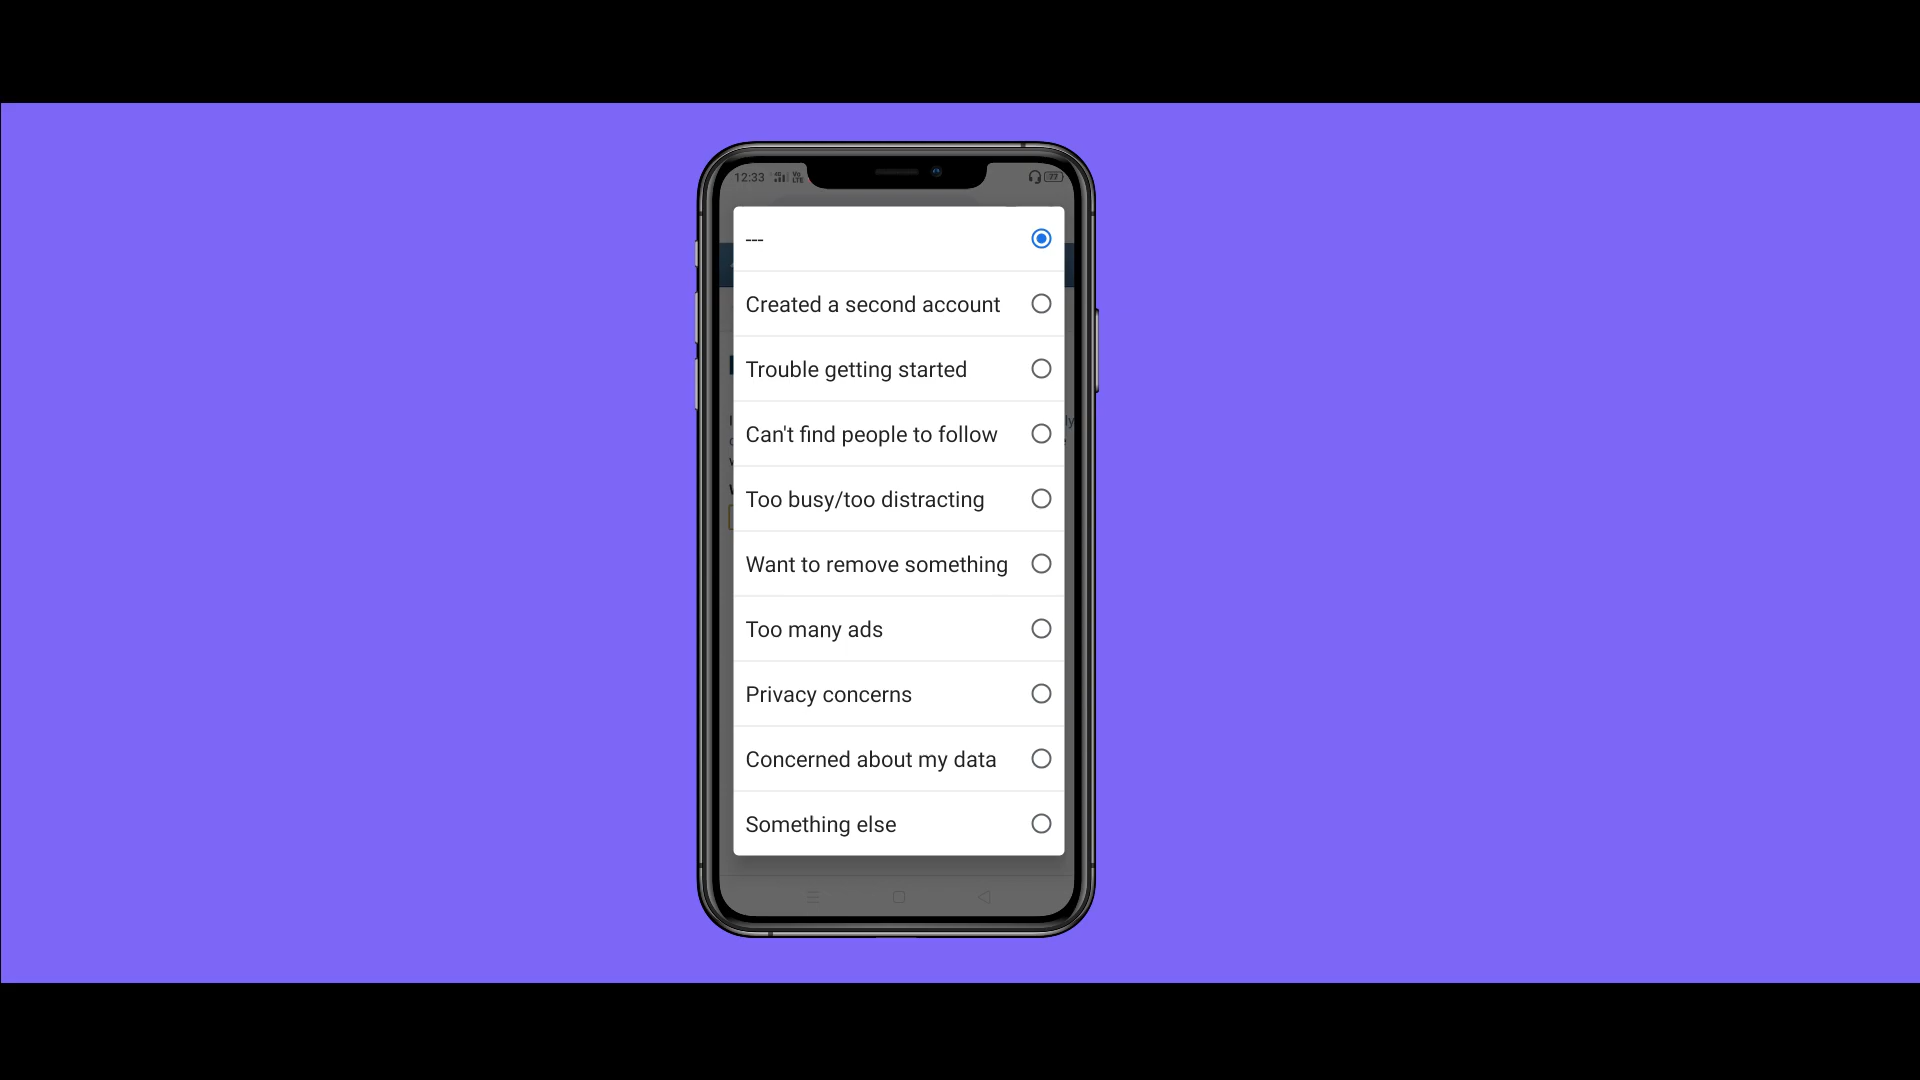 12:33
77
---
Created a second account
Trouble getting started
Can't find people to follow
Too busy/too distracting
Want to remove something
Too many ads
Privacy concerns
Concerned about my data
Something else